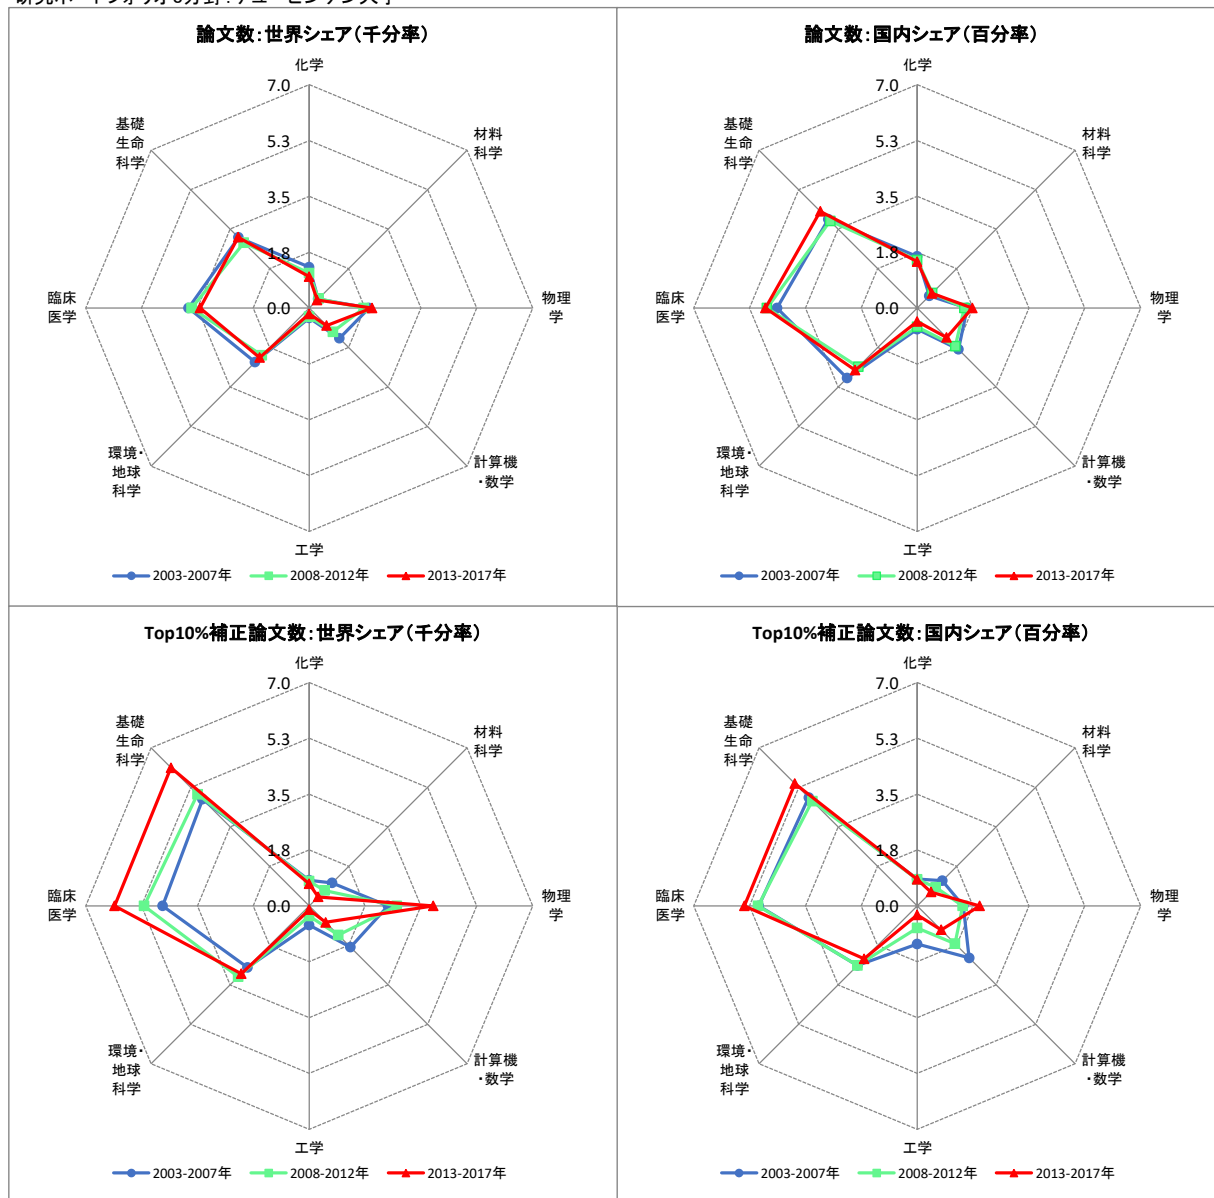 論文数：世界シェア（千分率）
化学
7.0
5.3
3.5
1.8
0.0
材料
科学
物理
学
計算機
・数学
工学
環境・
地球
科学
臨床
医学
基礎
生命
科学
2003-2007年
2008-2012年
2013-2017年
論文数：国内シェア（百分率）
化学
7.0
5.3
3.5
1.8
0.0
材料
科学
物理
学
計算機
・数学
工学
環境・
地球
科学
臨床
医学
基礎
生命
科学
2003-2007年
2008-2012年
2013-2017年
Top10%補正論文数：世界シェア（千分率）
化学
7.0
5.3
3.5
1.8
0.0
材料
科学
物理
学
計算機
・数学
工学
環境・
地球
科学
臨床
医学
基礎
生命
科学
2003-2007年
2008-2012年
2013-2017年
Top10%補正論文数：国内シェア（百分率）
化学
7.0
5.3
3.5
1.8
0.0
材料
科学
物理
学
計算機
・数学
工学
環境・
地球
科学
臨床
医学
基礎
生命
科学
2003-2007年
2008-2012年
2013-2017年